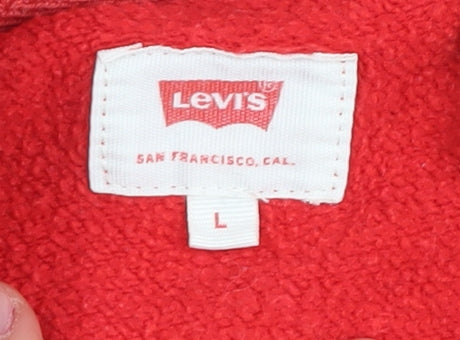 Levi's®
SAN FRANCISCO, CAL.
L